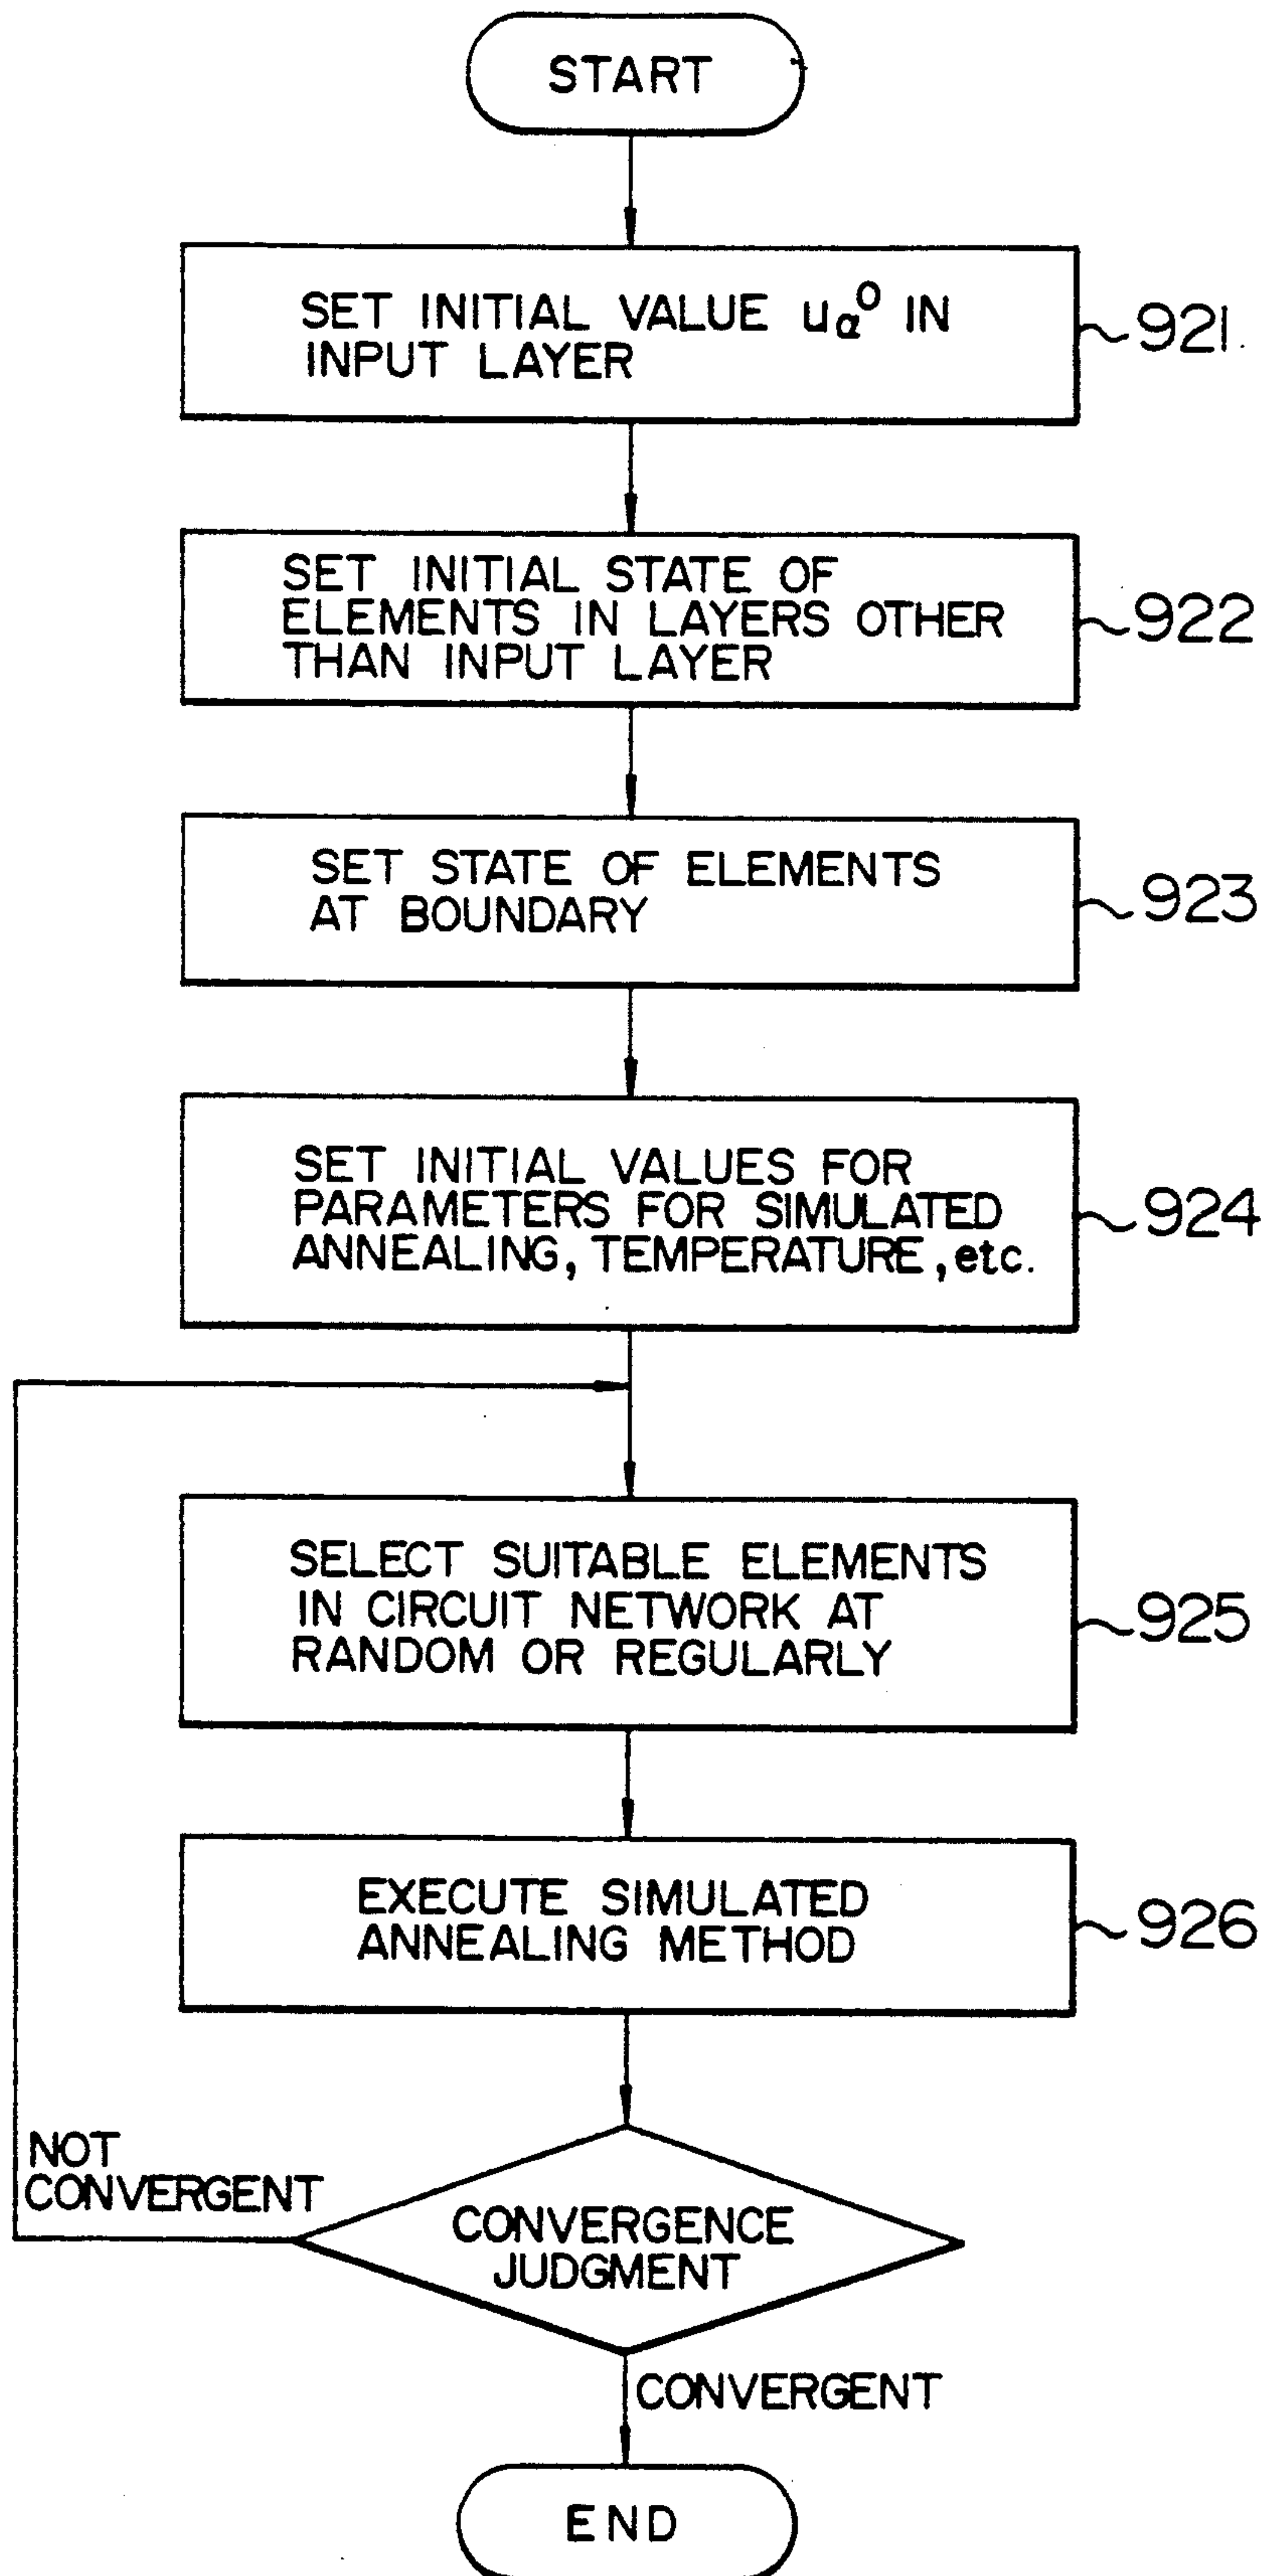 START
SET INITIAL VALUE uα⁰ IN
INPUT LAYER
921
SET INITIAL STATE OF
ELEMENTS IN LAYERS OTHER
THAN INPUT LAYER
922
SET STATE OF ELEMENTS
AT BOUNDARY
923
SET INITIAL VALUES FOR
PARAMETERS FOR SIMULATED
ANNEALING, TEMPERATURE, etc.
924
SELECT SUITABLE ELEMENTS
IN CIRCUIT NETWORK AT
RANDOM OR REGULARLY
925
EXECUTE SIMULATED
ANNEALING METHOD
926
NOT
CONVERGENT
CONVERGENCE
JUDGMENT
CONVERGENT
END